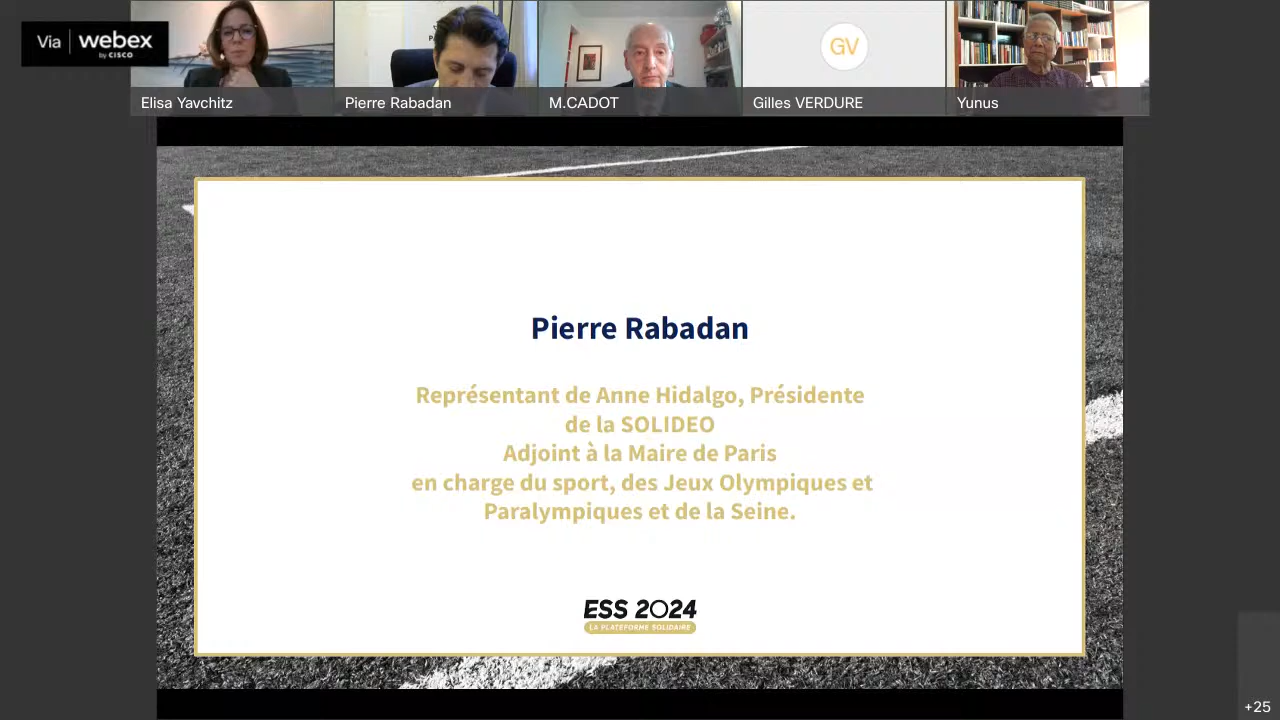 Via webex
by CISCO
Elisa Yavchitz
Pierre Rabadan
M.CADOT
GV
Gilles VERDURE
Yunus
Pierre Rabadan
Représentant de Anne Hidalgo, Présidente
de la SOLIDEO
Adjoint à la Maire de Paris
en charge du sport, des Jeux Olympiques et
Paralympiques et de la Seine.
ESS 2024
LA PLATEFORME SOLIDAIRE
+25